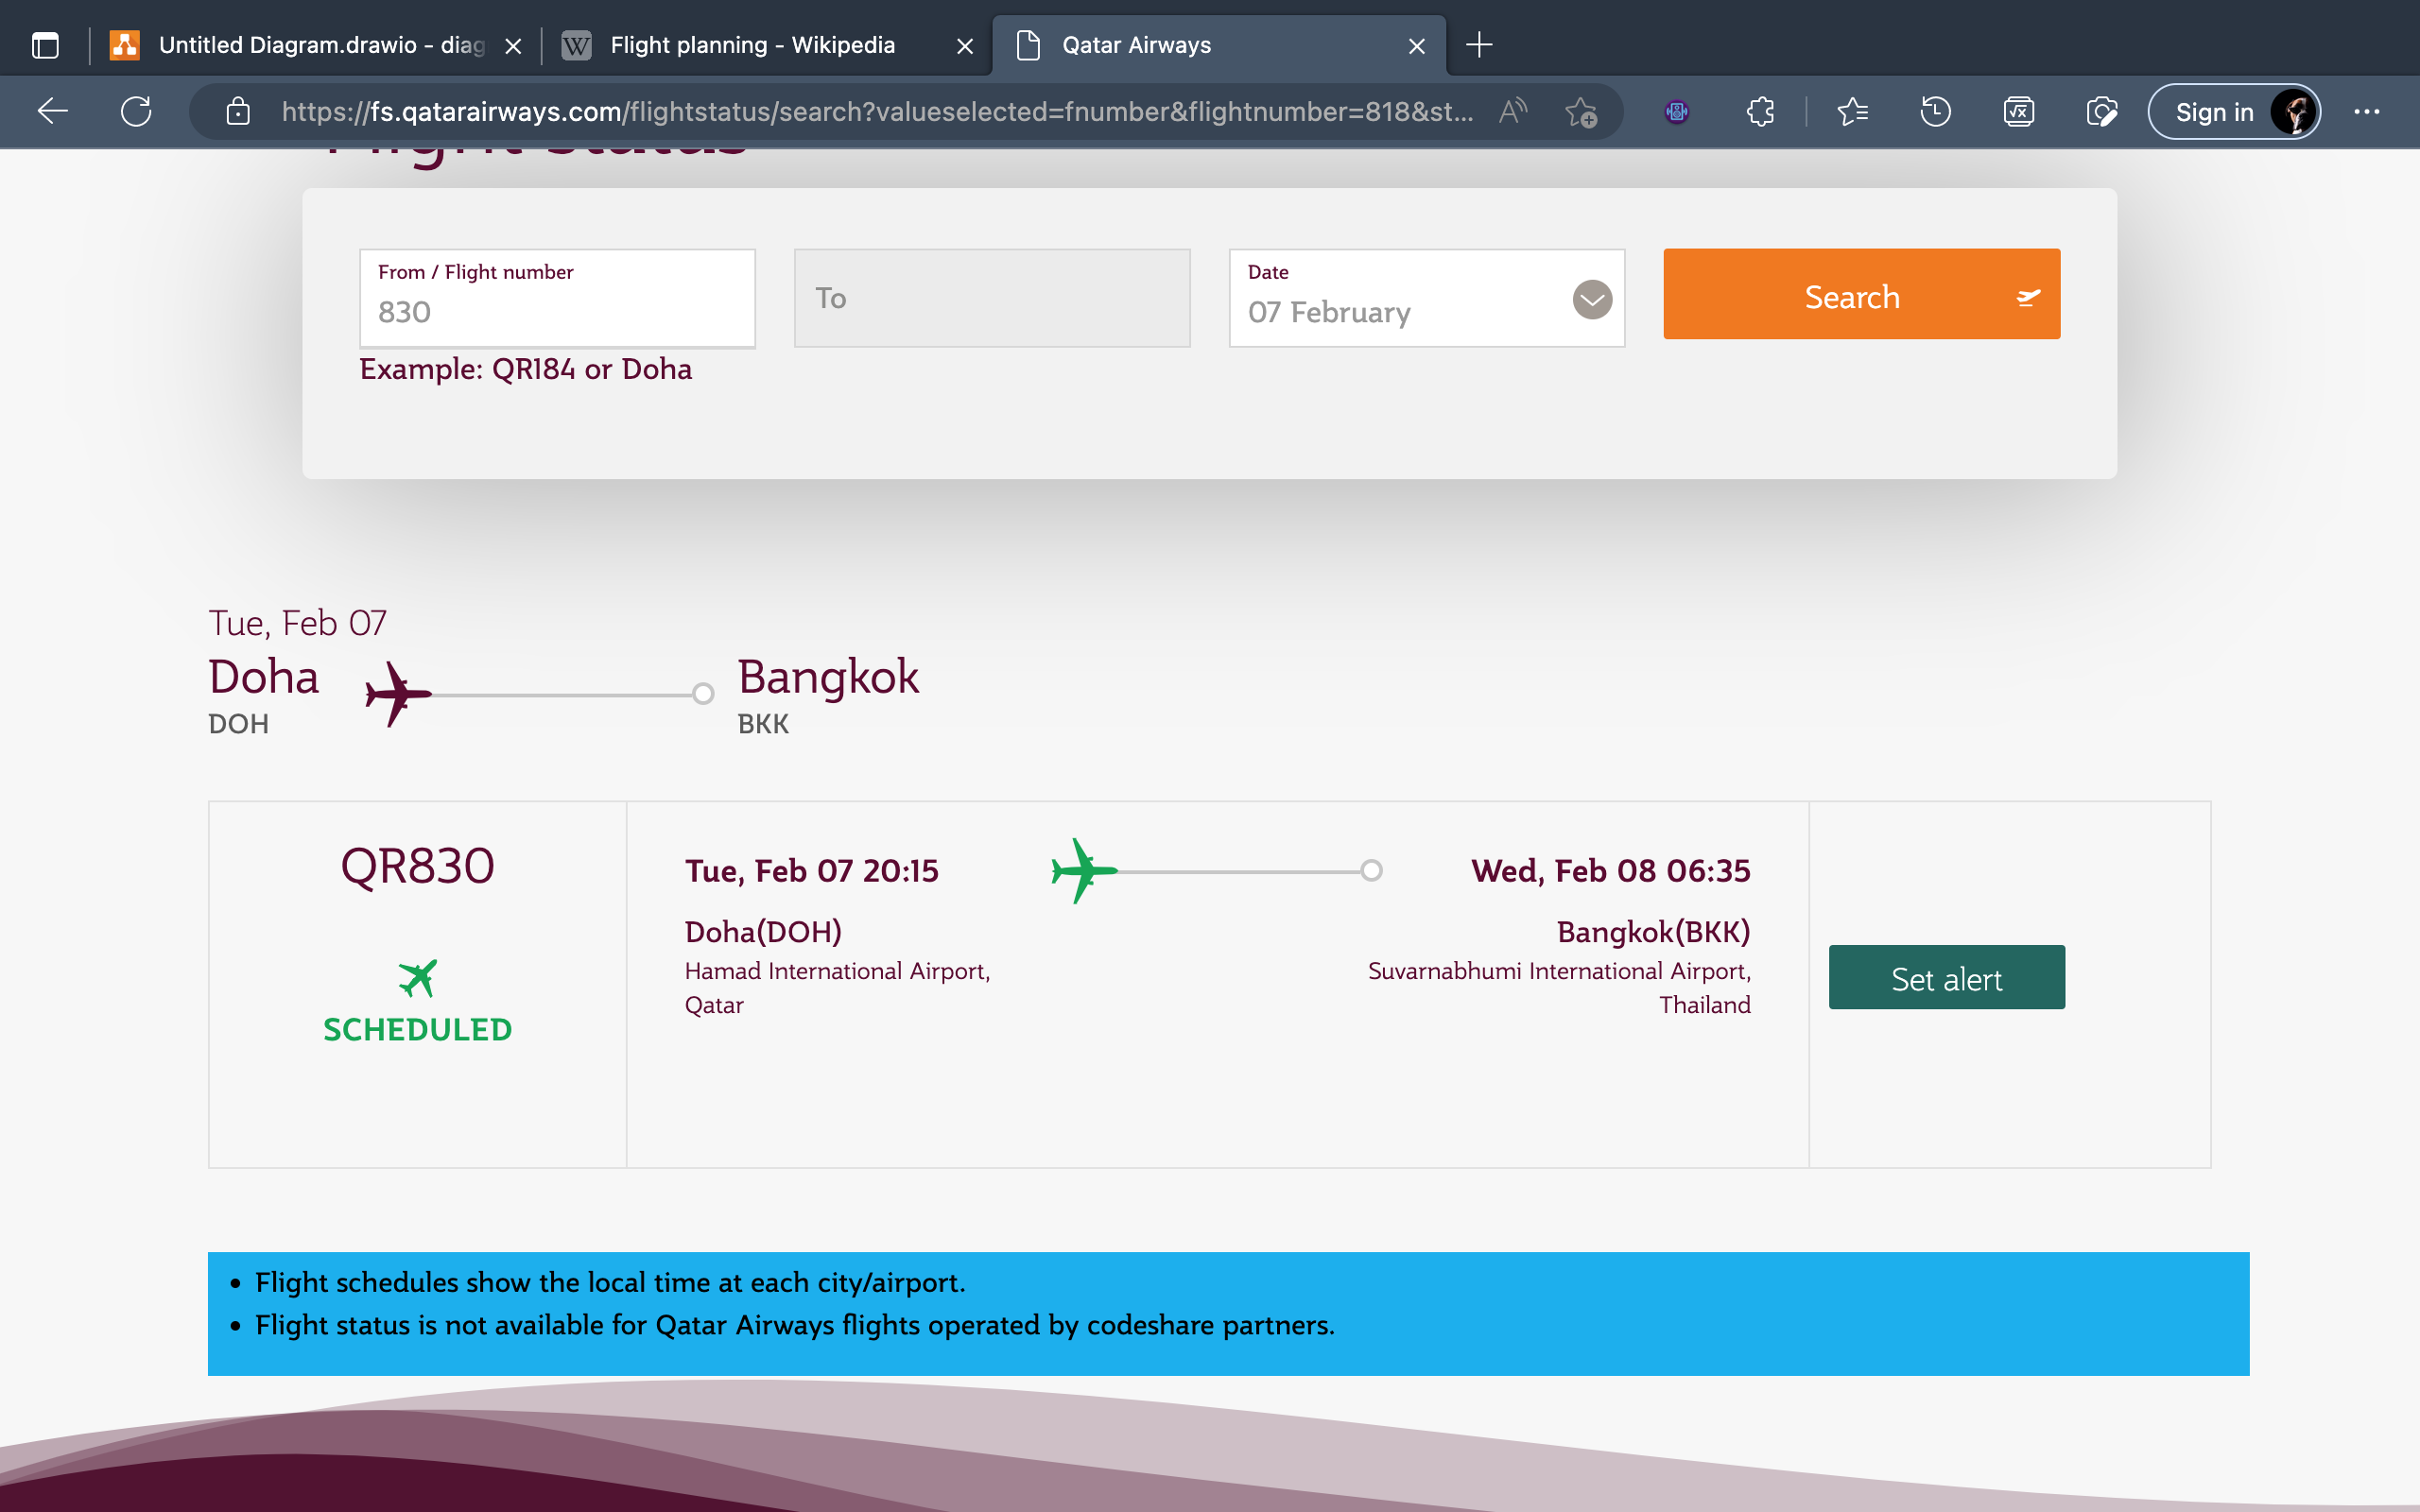 Untitled Diagram.drawio - diag
Flight planning - Wikipedia
Qatar Airways
https://fs.qatarairways.com/flightstatus/search?valueselected=fnumber&flightnumber=818&st...
Sign in
Flight status
From / Flight number
830
To
Date
07 February
Search
Example: QR184 or Doha
Tue, Feb 07
Doha
Bangkok
DOH
BKK
QR830
SCHEDULED
Tue, Feb 07 20:15
Wed, Feb 08 06:35
Doha(DOH)
Bangkok(BKK)
Hamad International Airport,
Qatar
Suvarnabhumi International Airport,
Thailand
Set alert
• Flight schedules show the local time at each city/airport.
• Flight status is not available for Qatar Airways flights operated by codeshare partners.